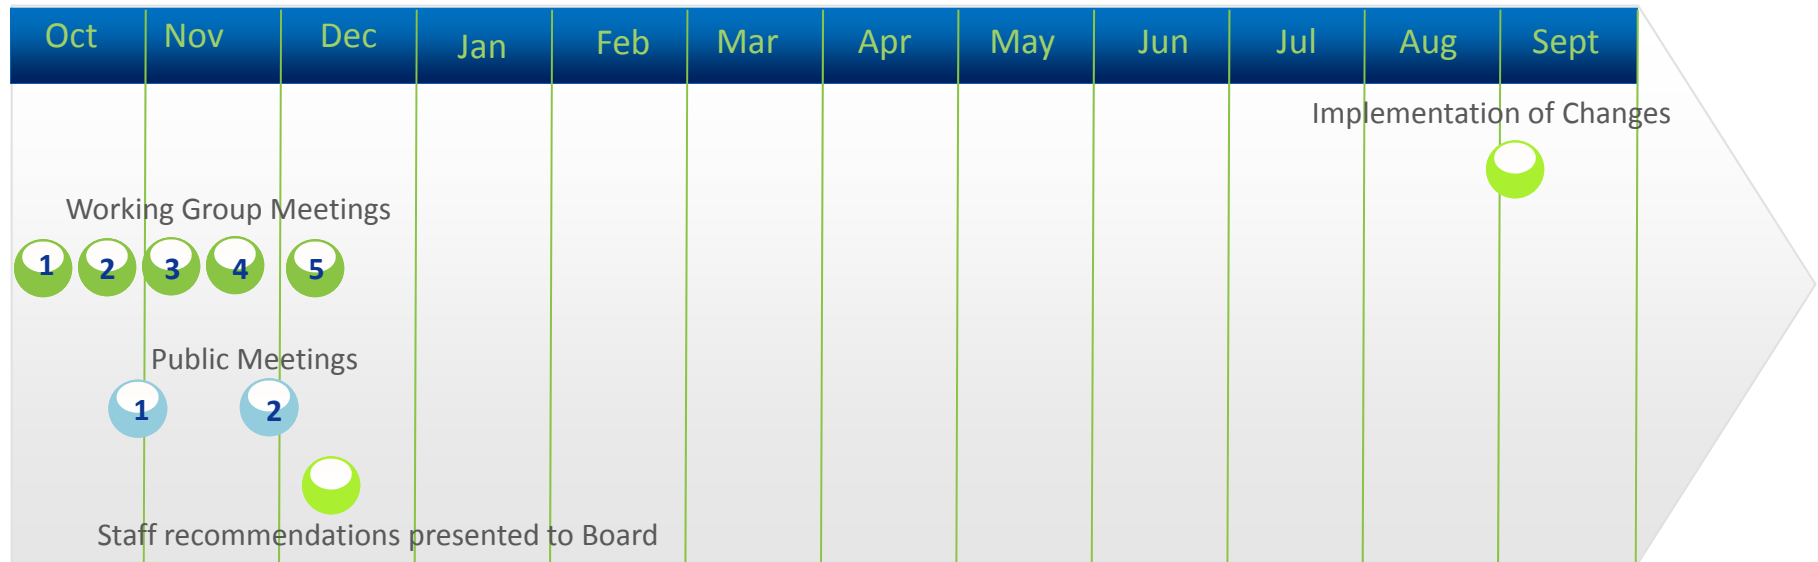 Oct Nov Dec Jan Feb Mar Apr May Jun Jul Aug Sept
Implementation of Changes
Working Group Meetings
1 2 3 4 5
Public Meetings
1 2
Staff recommendations presented to Board